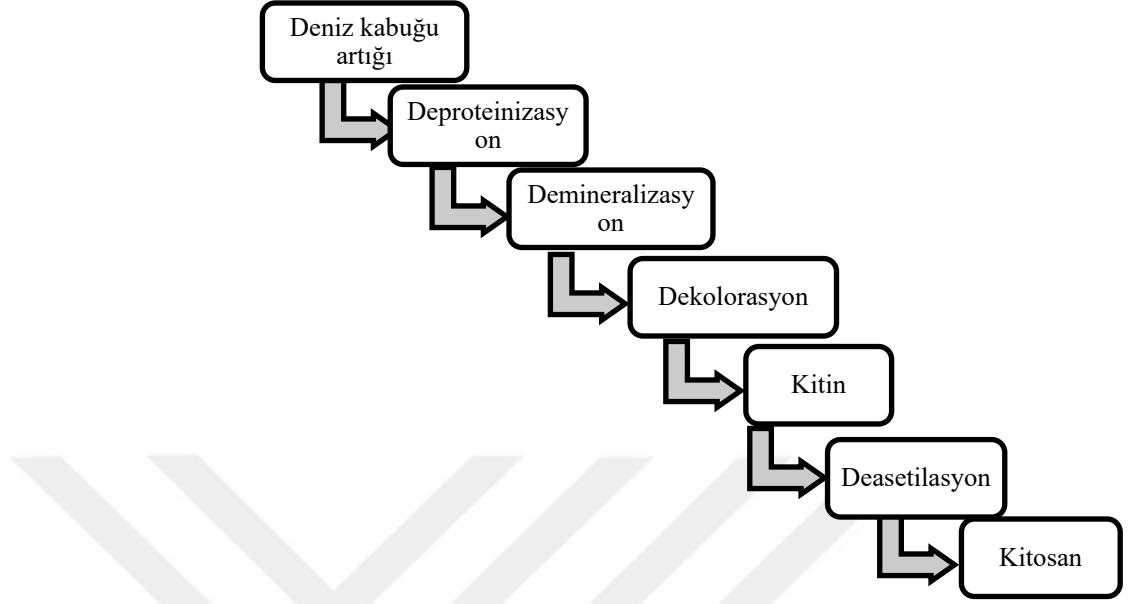 Deniz kabuğu
artığı
Deproteinizasy
on
Demineralizasy
on
Dekolorasyon
Kitin
Deasetilasyon
Kitosan